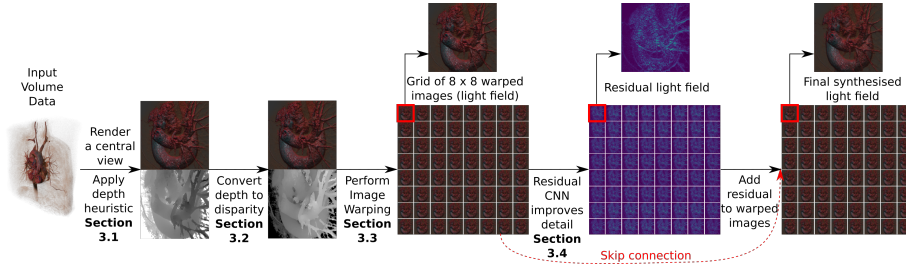 Input
Volume
Data
Render
a central
view
Apply
depth
heuristic
Section
3.1
Convert
depth to
disparity
Section
3.2
Perform
Image
Warping
Section
3.3
Grid of 8 x 8 warped
images (light field)
Residual
CNN
improves
detail
Section
3.4
Residual light field
Add
residual
to warped
images
Skip connection
Final synthesised
light field